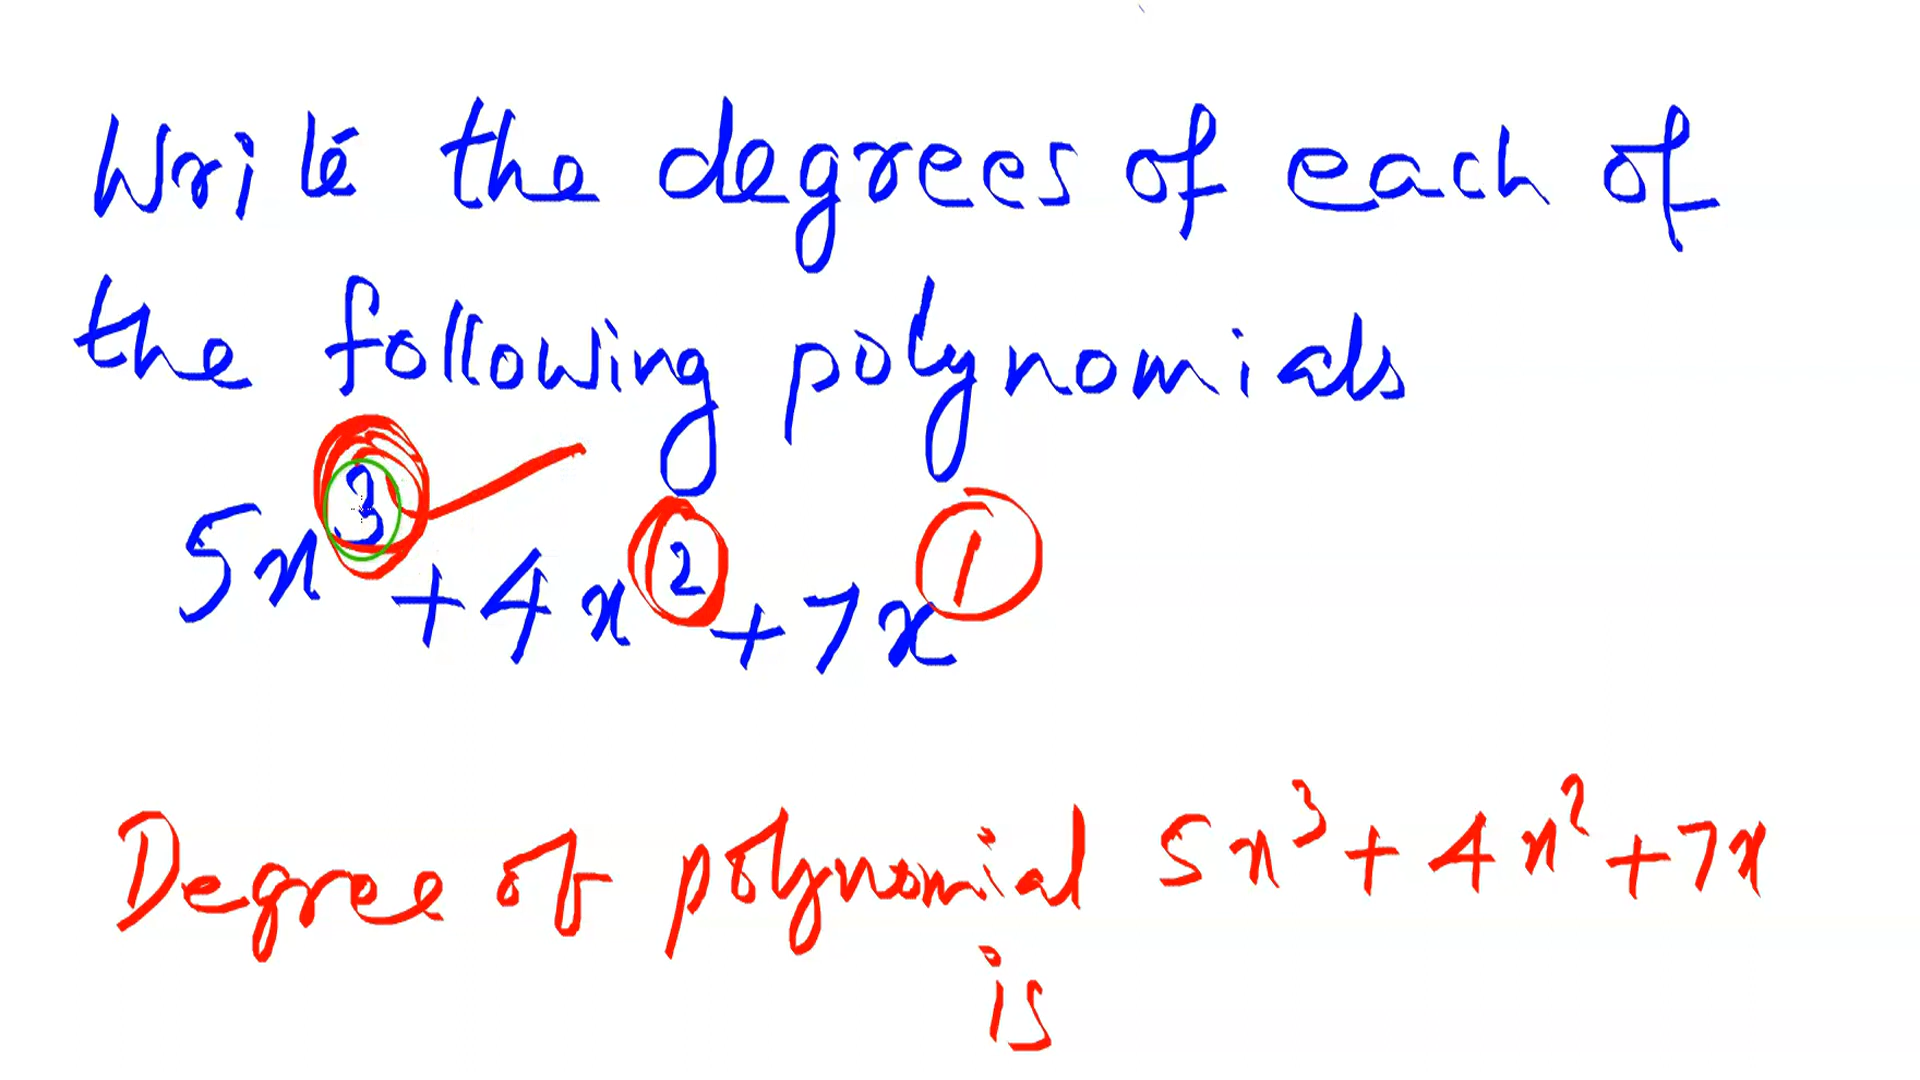 Write the degrees of each of
the following polynomials
5x³ + 4x² + 7x¹
Degree of polynomial 5x³ + 4x² + 7x
is